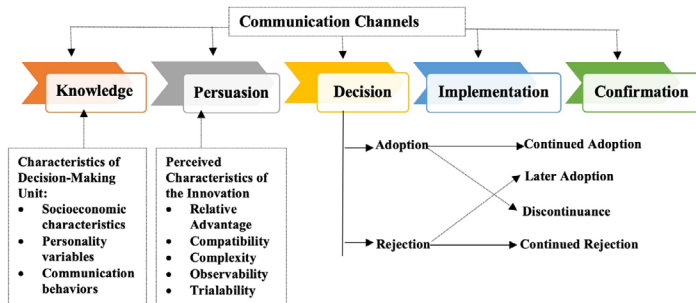 Communication Channels
Knowledge
Persuasion
Decision
Implementation
Confirmation
Characteristics of
Decision-Making
Unit:
• Socioeconomic
characteristics
• Personality
variables
• Communication
behaviors
Perceived
Characteristics of
the Innovation
• Relative
Advantage
• Compatibility
• Complexity
• Observability
• Trialability
Adoption
Rejection
Continued Adoption
Later Adoption
Discontinuance
Continued Rejection